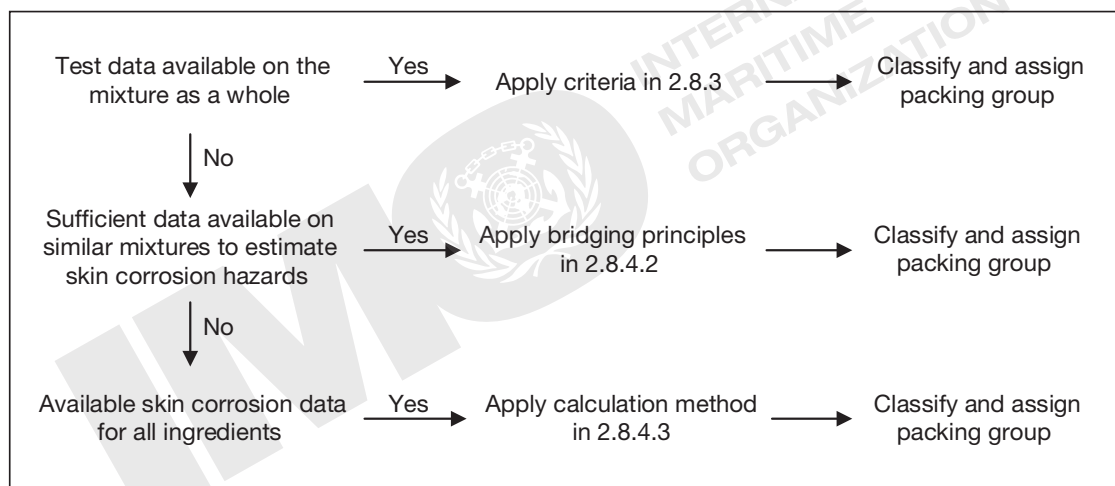 Test data available on the
mixture as a whole
Yes
Apply criteria in 2.8.3
Classify and assign
packing group
No
Sufficient data available on
similar mixtures to estimate
skin corrosion hazards
Yes
Apply bridging principles
in 2.8.4.2
Classify and assign
packing group
No
Available skin corrosion data
for all ingredients
Yes
Apply calculation method
in 2.8.4.3
Classify and assign
packing group
IMO
MARITIME
ORGANIZATION